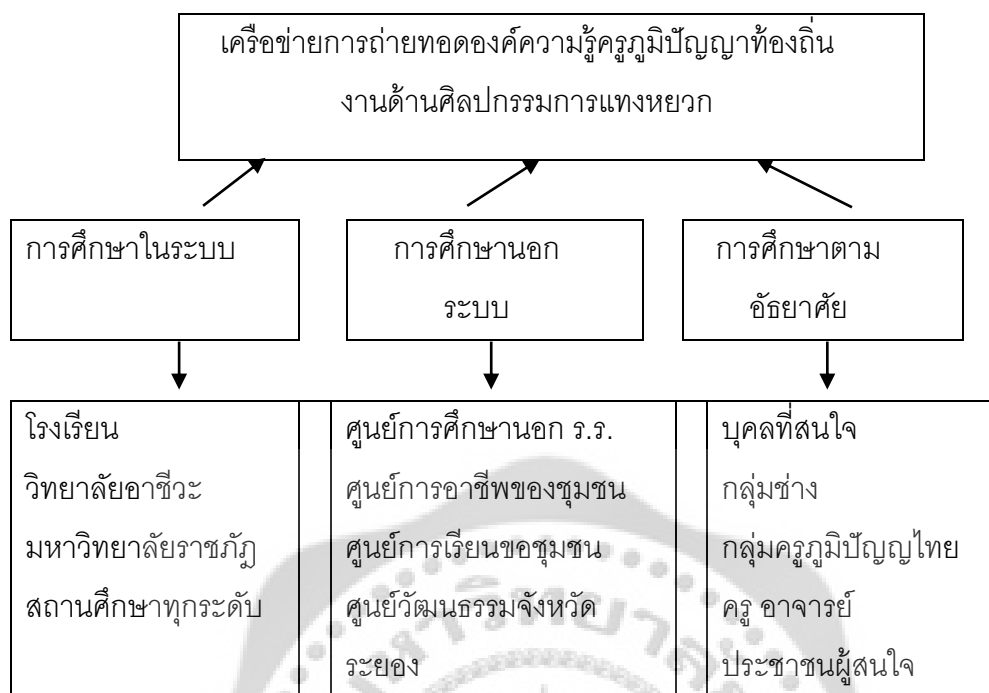 เครือข่ายการถ่ายทอดองค์ความรู้ครูภูมิปัญญาท้องถิ่น
งานด้านศิลปกรรมการแทงหยวก
การศึกษาในระบบ
การศึกษานอก
ระบบ
การศึกษาตาม
อัธยาศัย
โรงเรียน
วิทยาลัยอาชีวะ
มหาวิทยาลัยราชภัฏ
สถานศึกษาทุกระดับ
ศูนย์การศึกษานอก ร.ร.
ศูนย์การอาชีพของชุมชน
ศูนย์การเรียนขอชุมชน
ศูนย์วัฒนธรรมจังหวัด
ระยอง
บุคลที่สนใจ
กลุ่มช่าง
กลุ่มครูภูมิปัญญไทย
ครู อาจารย์
ประชาชนผู้สนใจ